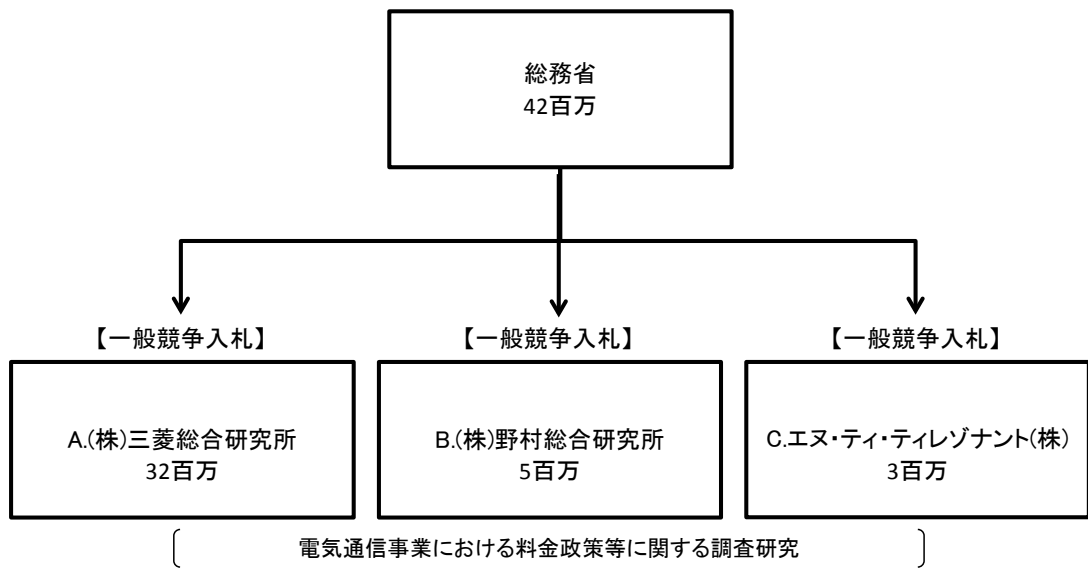 総務省
42百万
【一般競争入札】
【一般競争入札】
【一般競争入札】
A.(株)三菱総合研究所
32百万
B.(株)野村総合研究所
5百万
C.エヌ・ティ・ティレゾナント(株)
3百万
電気通信事業における料金政策等に関する調査研究